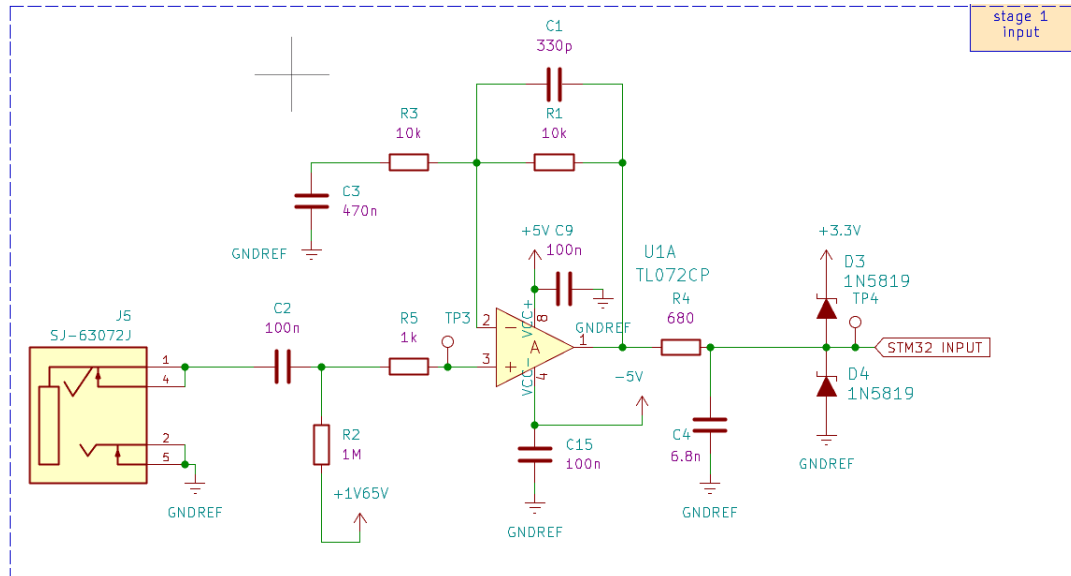 stage 1
input
C1
330p
R3
10k
R1
10k
C3
470n
GNDREF
+5V
C9
100n
U1A
TL072CP
+3.3V
D3
1N5819
TP4
J5
SJ-63072J
C2
100n
R5
1k
TP3
GNDREF
R4
680
VCC+
8
2
−
A
1
3
+
VCC-
4
STM32 INPUT
1
4
2
5
-5V
D4
1N5819
R2
1M
+1V65V
C15
100n
C4
6.8n
GNDREF
GNDREF
GNDREF
GNDREF